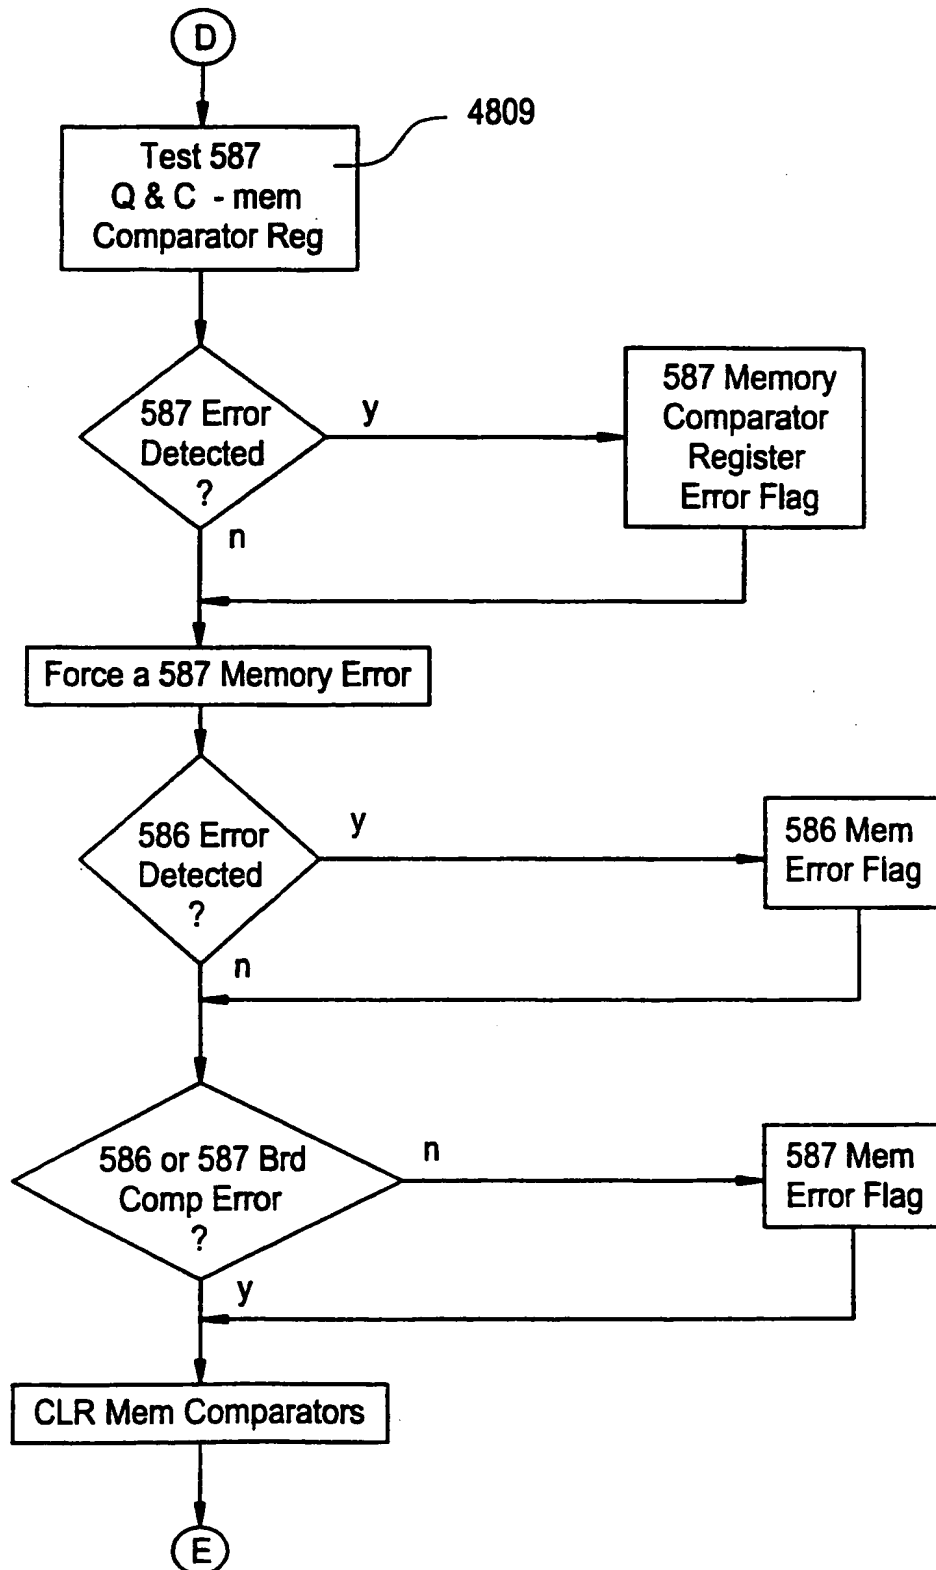 D
4809
Test 587
Q & C - mem
Comparator Reg
587 Error
Detected
?
y
n
587 Memory
Comparator
Register
Error Flag
Force a 587 Memory Error
586 Error
Detected
?
y
n
586 Mem
Error Flag
586 or 587 Brd
Comp Error
?
n
y
587 Mem
Error Flag
CLR Mem Comparators
E